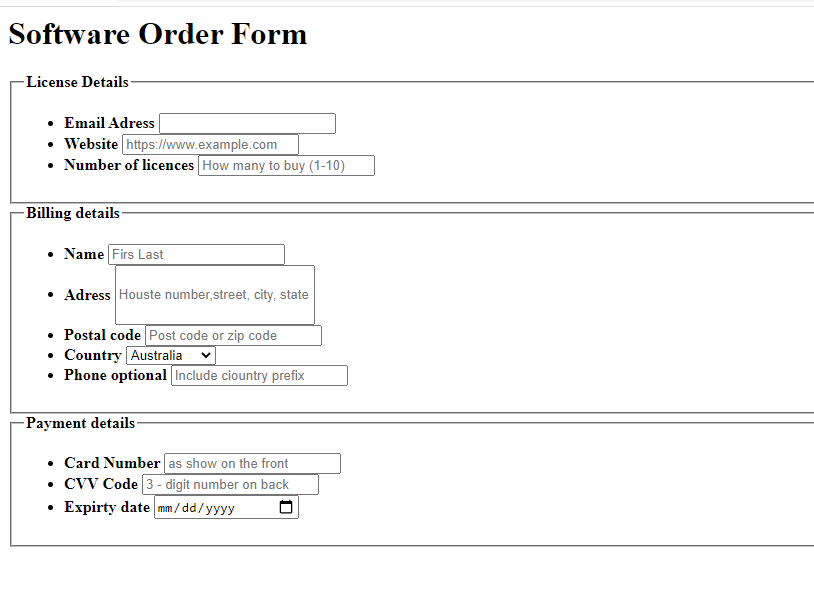 Software Order Form
License Details
Email Adress
Website https://www.example.com
Number of licences How many to buy (1-10)
Billing details
Name Firs Last
Adress Houste number,street, city, state
Postal code Post code or zip code
Country Australia
Phone optional Include ciountry prefix
Payment details
Card Number as show on the front
CVV Code 3 - digit number on back
Expirty date mm/dd/yyyy